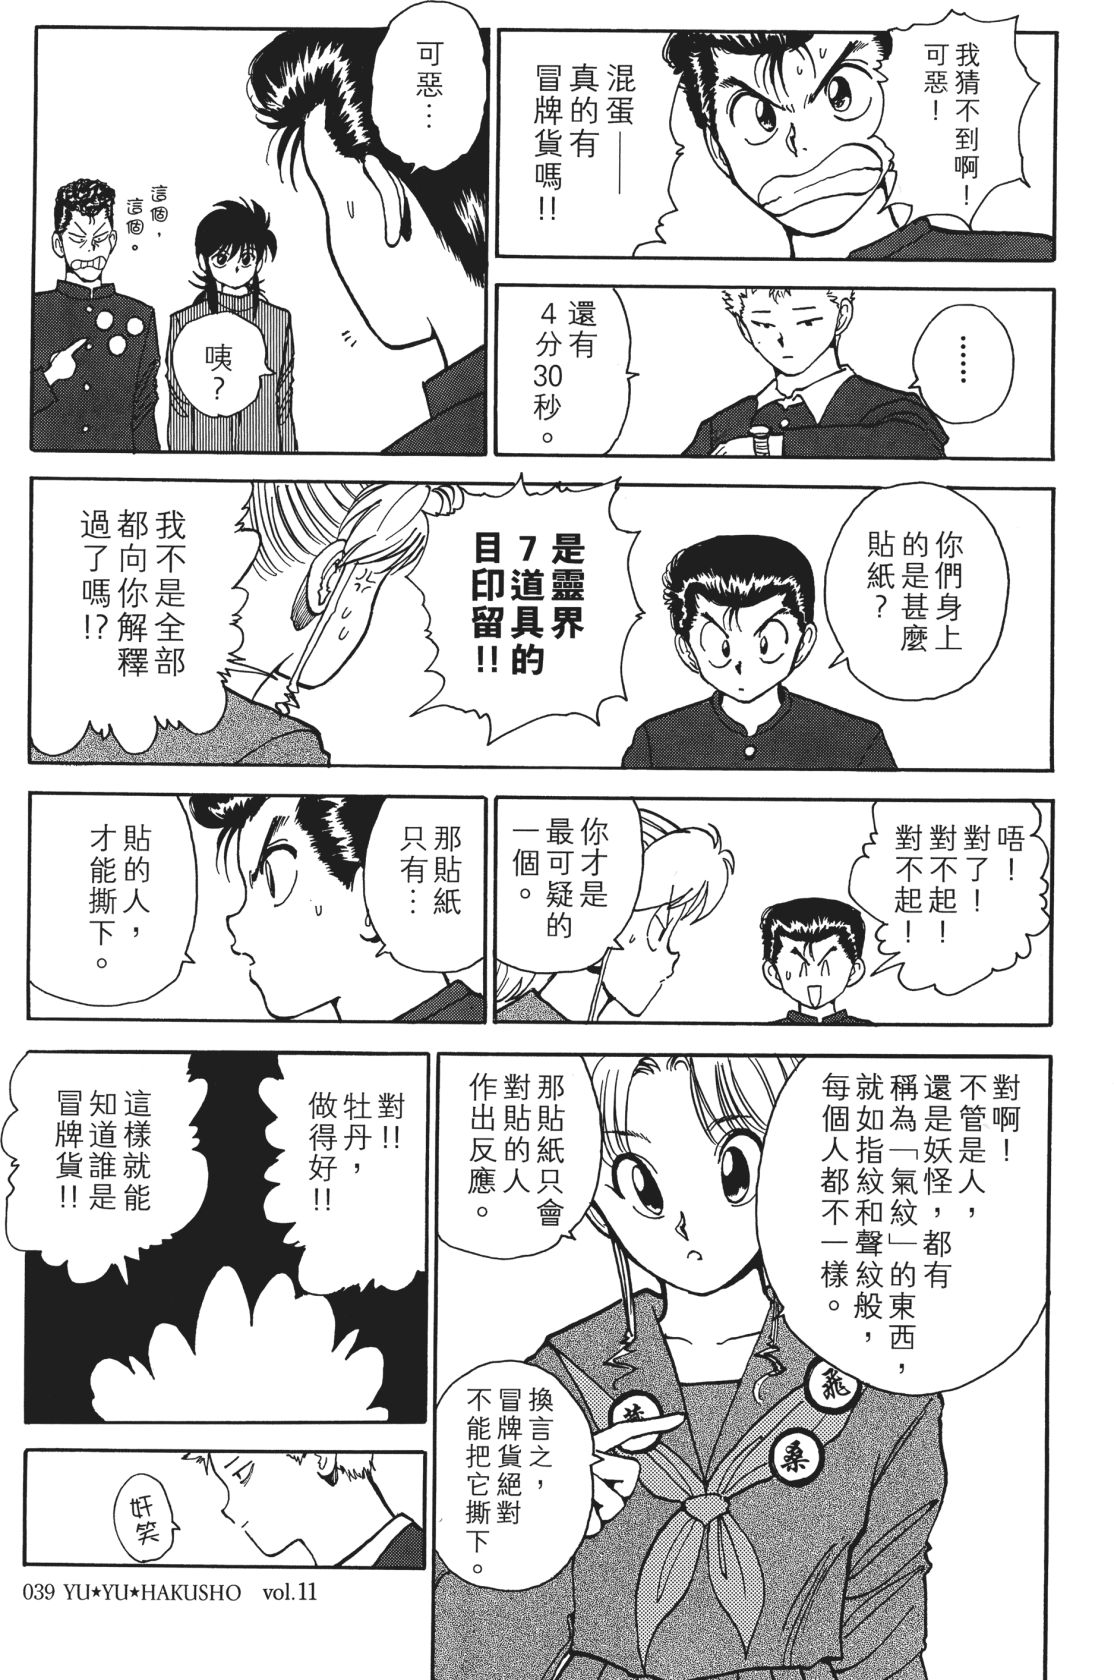 我猜不到啊！
可惡！
混蛋——
真的有
冒牌貨嗎!!
可惡…
這個，
這個。
咦？
……
還有
4分30秒。
你們身上
的是甚麼
貼紙？
是靈界
7道具的
目印留!!
我不是全部
都向你解釋
過了嗎!?
唔！
對了！
對不起！
對不起！
你才是
最可疑的
一個。
那貼紙
只有…
貼的人，
才能撕下。
對啊！
不管是人，
還是妖怪，都有
稱為「氣紋」的東西，
就如指紋和聲紋般，
每個人都不一樣。
那貼紙只會
對貼的人
作出反應。
飛
桑
換言之，
冒牌貨絕對
不能把它撕下。
對!!
牡丹，
做得好!!
這樣就能
知道誰是
冒牌貨!!
奸笑
039 YU★YU★HAKUSHO vol.11